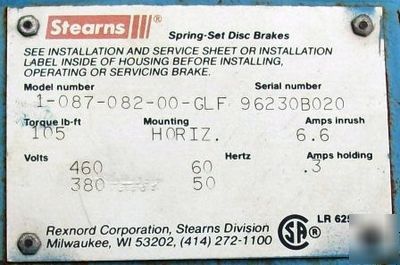 Stearns ®
Spring-Set Disc Brakes
SEE INSTALLATION AND SERVICE SHEET OR INSTALLATION
LABEL INSIDE OF HOUSING BEFORE INSTALLING,
OPERATING OR SERVICING BRAKE.
Model number Serial number
1-087-082-00-GLF 96230B020
Torque lb-ft Mounting Amps inrush
105 HORIZ. 6.6
Volts Hertz Amps holding
460 60 .3
380 50
Rexnord Corporation, Stearns Division
Milwaukee, WI 53202, (414) 272-1100
SA ®
LR 625